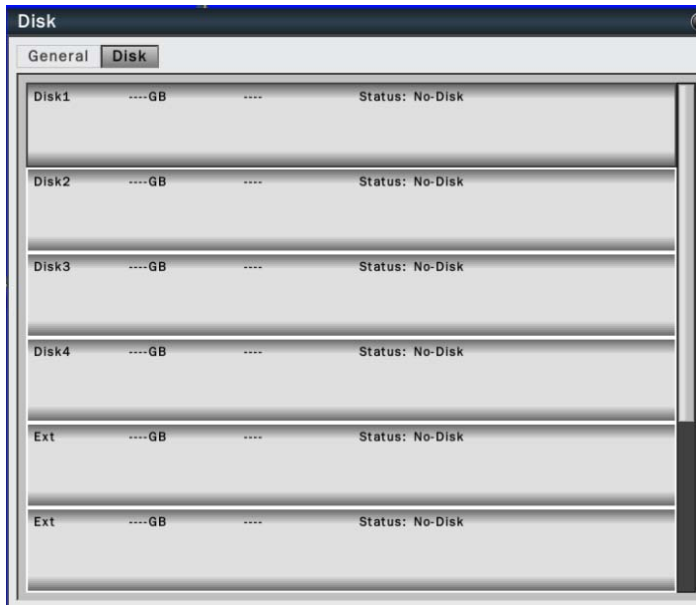 Disk
General Disk
Disk1 ----GB ---- Status: No-Disk
Disk2 ----GB ---- Status: No-Disk
Disk3 ----GB ---- Status: No-Disk
Disk4 ----GB ---- Status: No-Disk
Ext ----GB ---- Status: No-Disk
Ext ----GB ---- Status: No-Disk